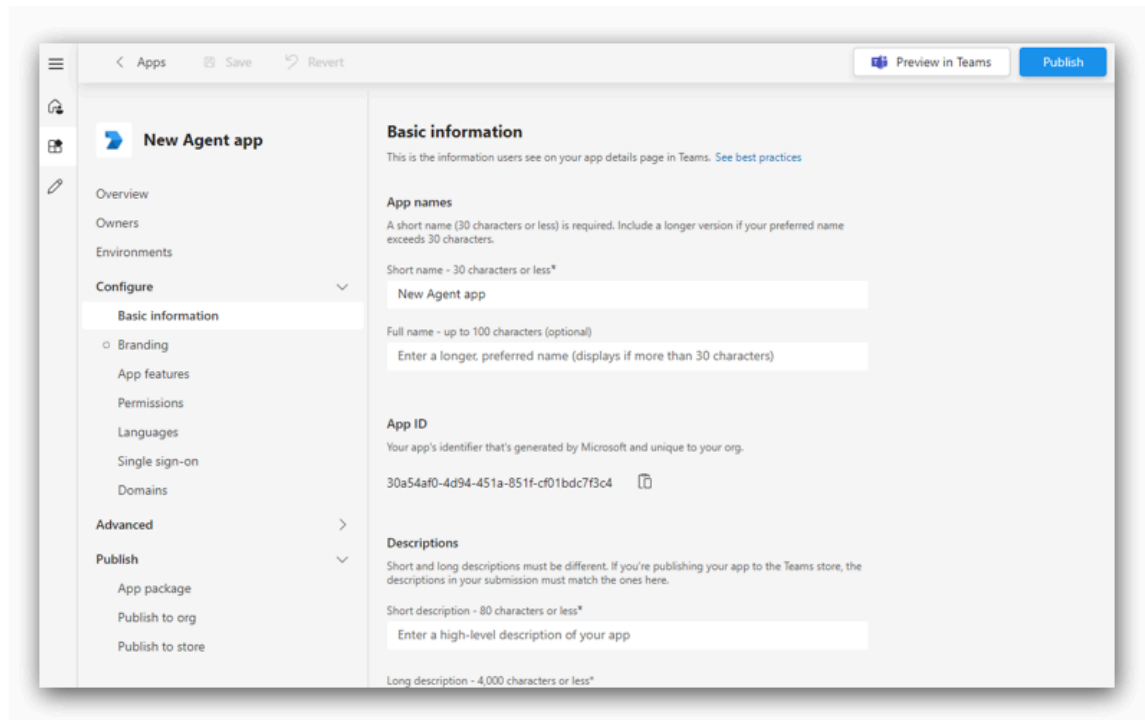 Apps
Save
Revert
Preview in Teams
Publish
New Agent app
Overview
Owners
Environments
Configure
Basic information
Branding
App features
Permissions
Languages
Single sign-on
Domains
Advanced
Publish
App package
Publish to org
Publish to store
Basic information
This is the information users see on your app details page in Teams. See best practices
App names
A short name (30 characters or less) is required. Include a longer version if your preferred name
exceeds 30 characters.
Short name - 30 characters or less*
New Agent app
Full name - up to 100 characters (optional)
Enter a longer, preferred name (displays if more than 30 characters)
App ID
Your app's identifier that's generated by Microsoft and unique to your org.
30a54af0-4d94-451a-851f-cf01bdc7f3c4
Descriptions
Short and long descriptions must be different. If you're publishing your app to the Teams store, the
descriptions in your submission must match the ones here.
Short description - 80 characters or less*
Enter a high-level description of your app
Long description - 4,000 characters or less*